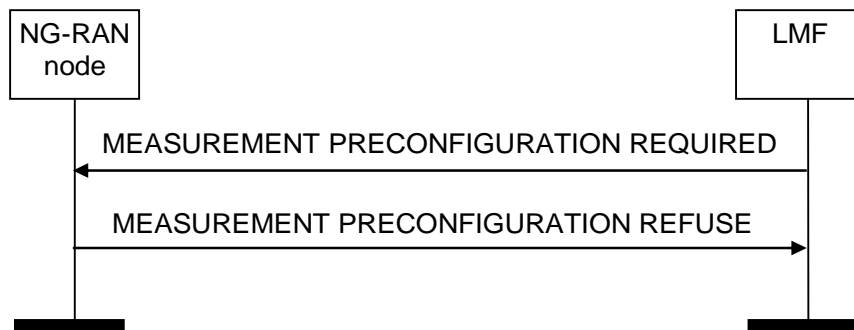 NG-RAN
node
LMF
MEASUREMENT PRECONFIGURATION REQUIRED
MEASUREMENT PRECONFIGURATION REFUSE